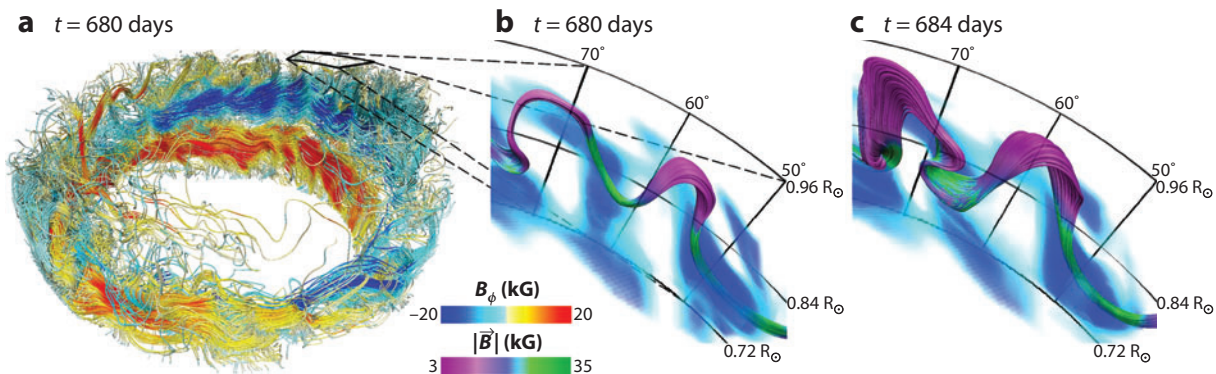 a t = 680 days
b t = 680 days
c t = 684 days
70°
60°
50°
0.96 R☉
0.84 R☉
0.72 R☉
70°
60°
50°
0.96 R☉
0.84 R☉
0.72 R☉
Bϕ (kG)
−20 20
|B⃗| (kG)
3 35